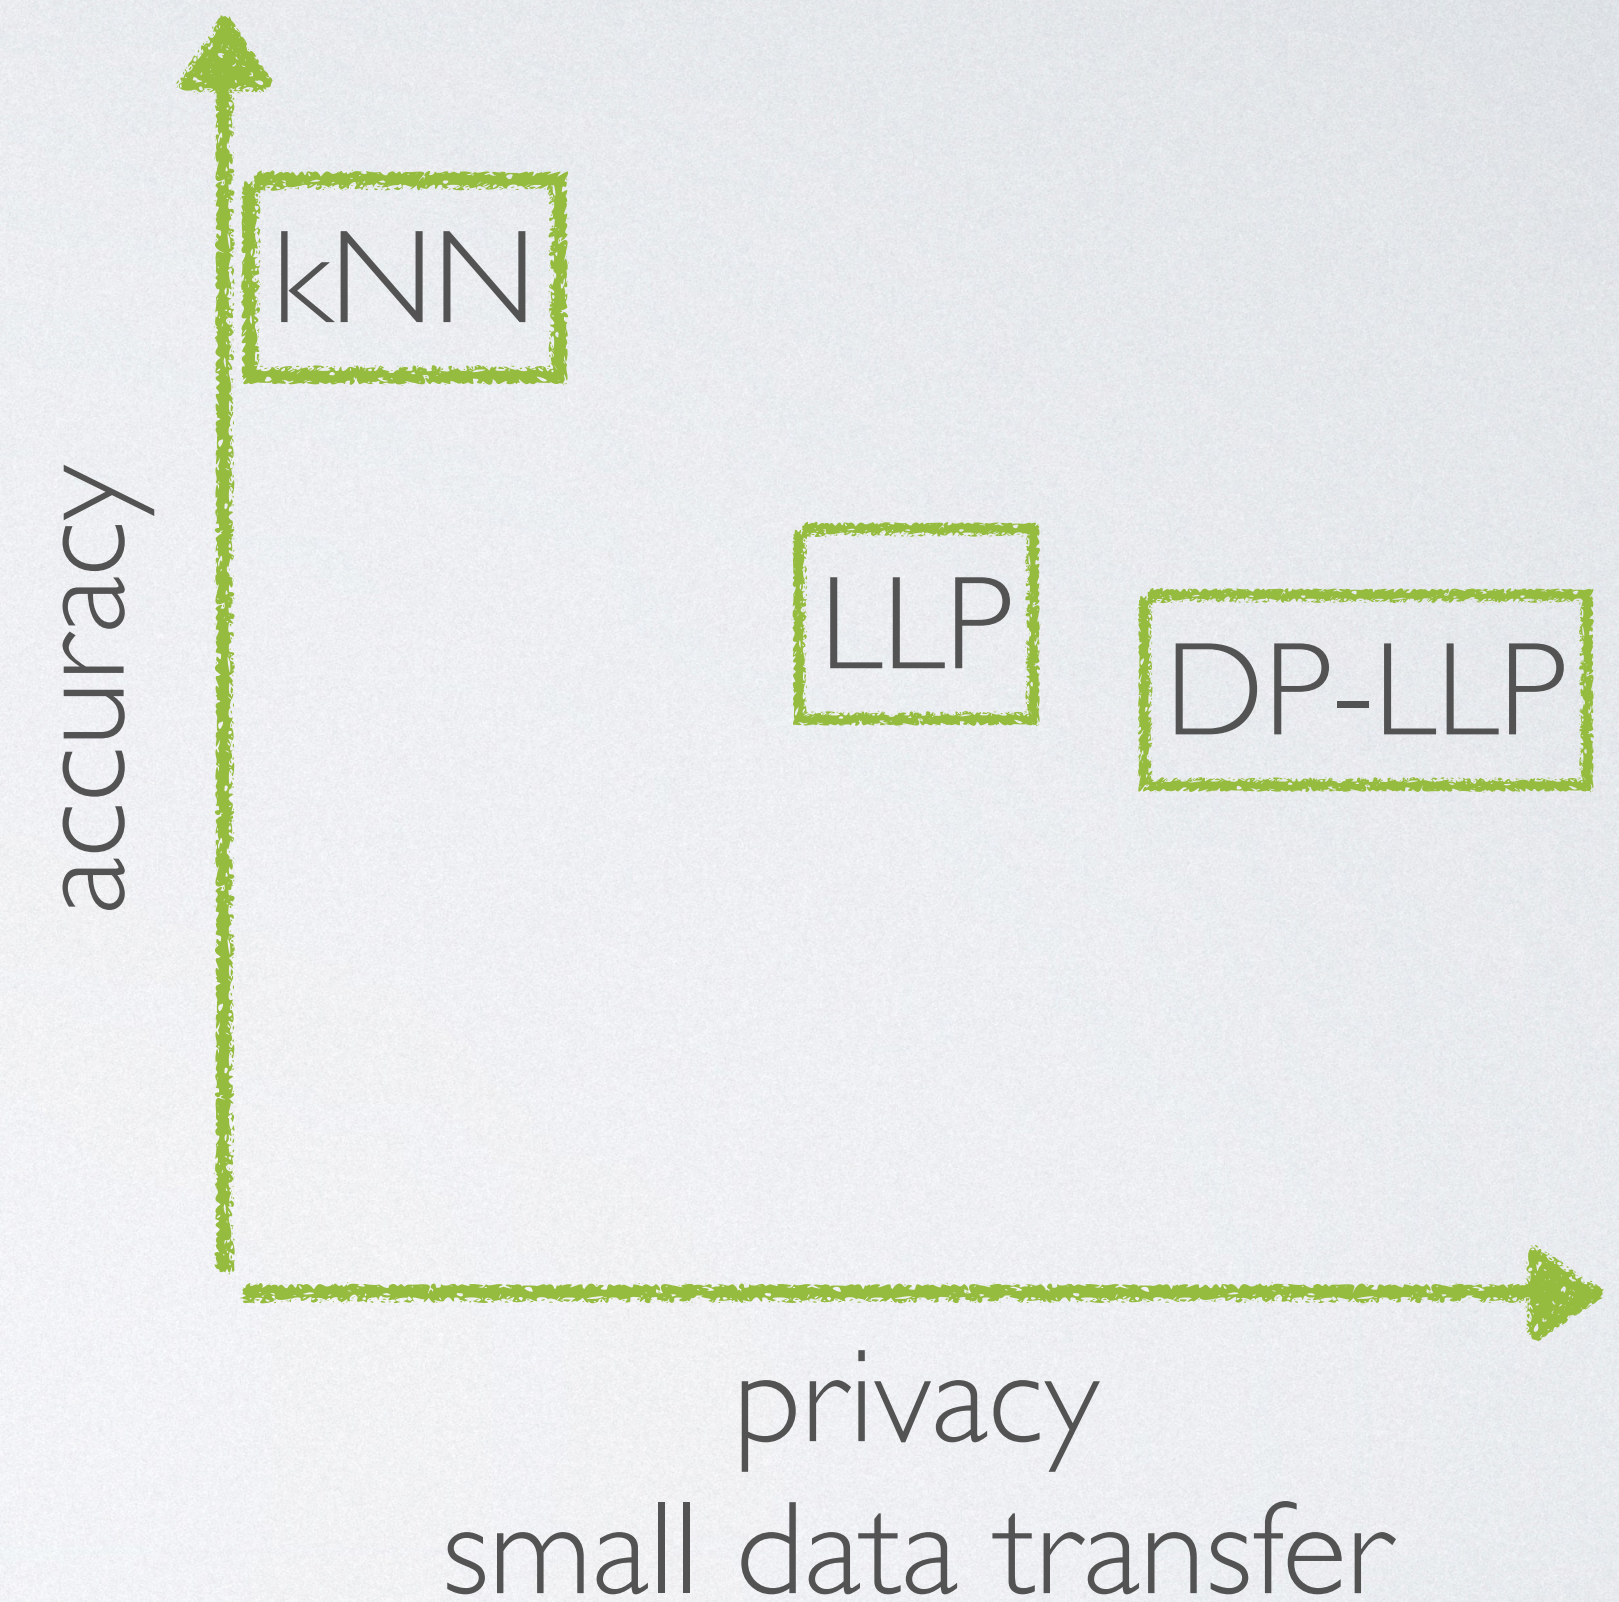 kNN
LLP
DP-LLP
accuracy
privacy
small data transfer